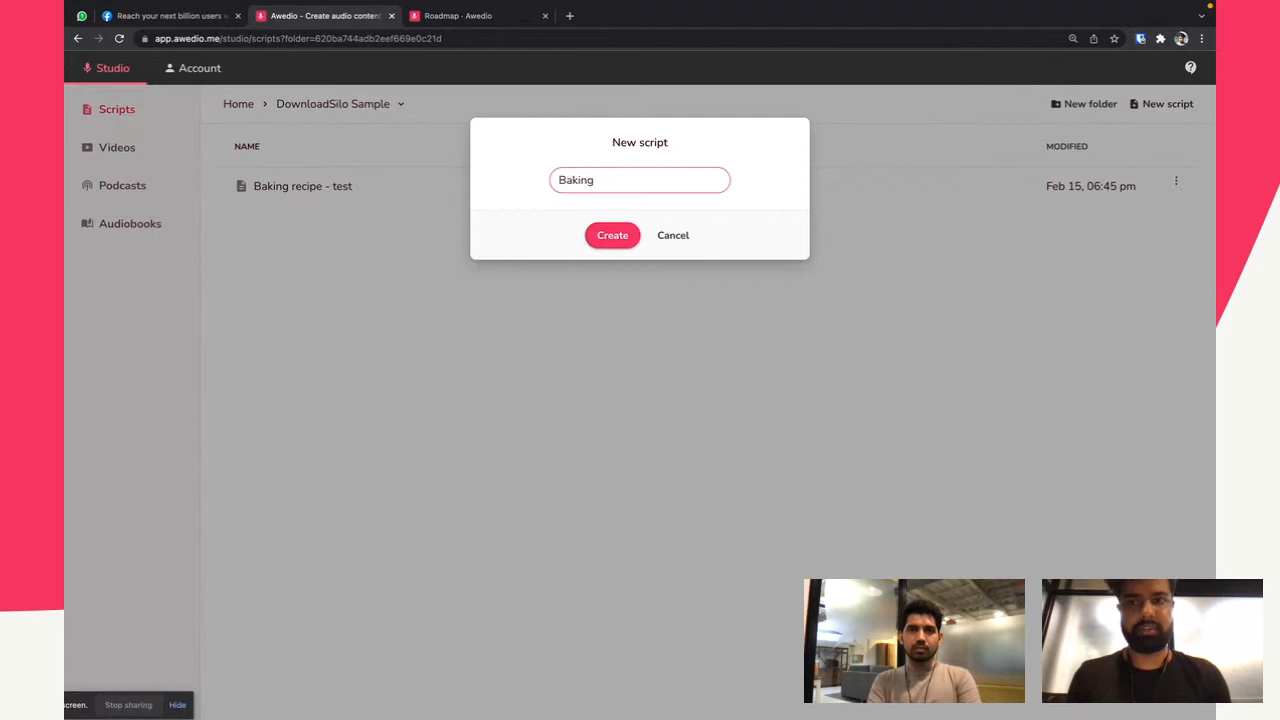 Reach your next billion users w
Awedio - Create audio content
Roadmap - Awedio
app.awedio.me/studio/scripts?folder=620ba744adb2eef669e0c21d
Studio
Account
Scripts
Videos
Podcasts
Audiobooks
Home > DownloadSilo Sample
New folder
New script
NAME
MODIFIED
Baking recipe - test
Feb 15, 06:45 pm
New script
Baking
Create
Cancel
screen.
Stop sharing
Hide